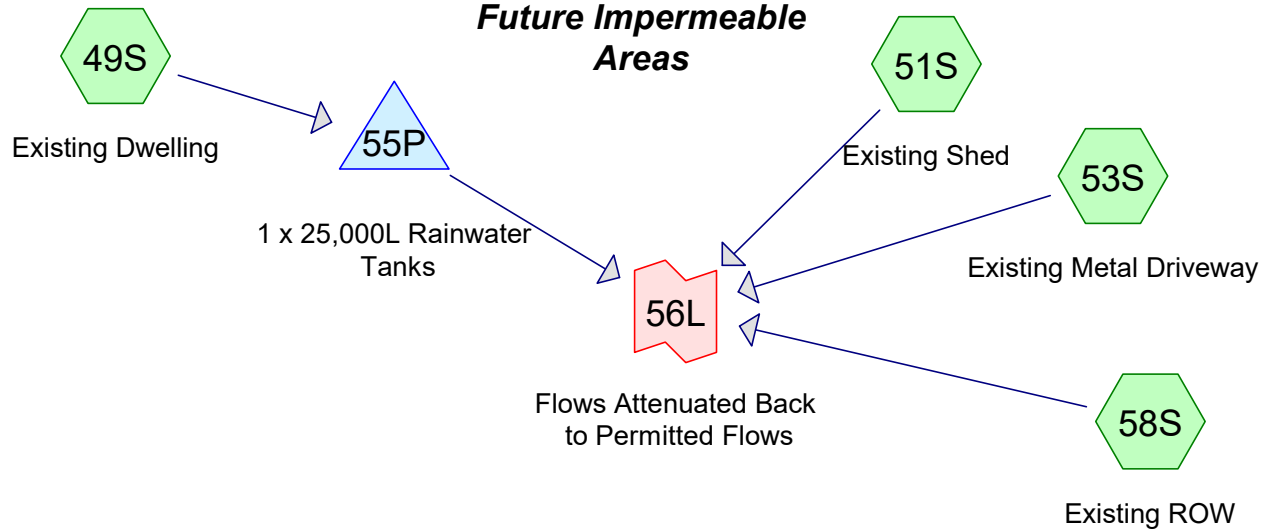 Future Impermeable
Areas
49S
Existing Dwelling
55P
1 x 25,000L Rainwater
Tanks
51S
Existing Shed
53S
Existing Metal Driveway
56L
Flows Attenuated Back
to Permitted Flows
58S
Existing ROW